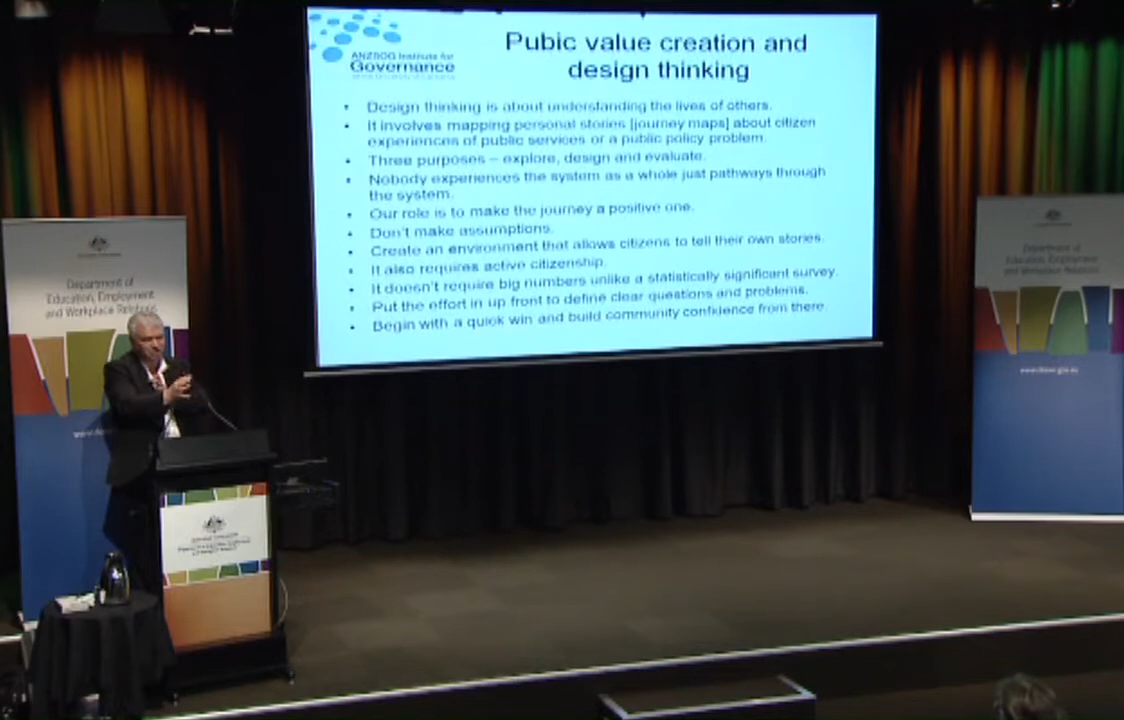 Pubic value creation and
design thinking
ANZSOG Institute for
Governance
• Design thinking is about understanding the lives of others.
• It involves mapping personal stories [journey maps] about citizen
experiences of public services or a public policy problem.
• Three purposes – explore, design and evaluate.
• Nobody experiences the system as a whole just pathways through
the system.
• Our role is to make the journey a positive one.
• Don't make assumptions.
• Create an environment that allows citizens to tell their own stories.
• It also requires active citizenship.
• It doesn't require big numbers unlike a statistically significant survey.
• Put the effort in up front to define clear questions and problems.
• Begin with a quick win and build community confidence from there.
Department of
Education, Employment
and Workplace Relations
Department of
Education, Employment
and Workplace Relations
www.deewr.gov.au